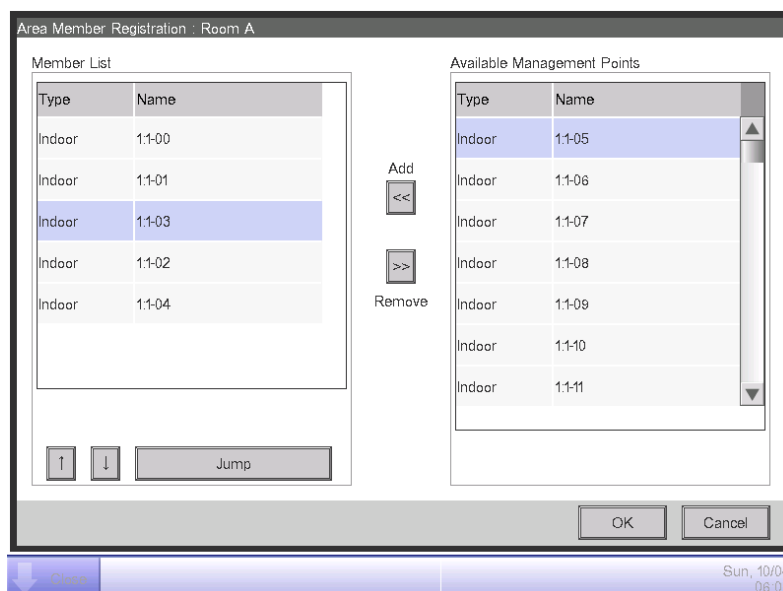 Area Member Registration : Room A
Member List
Available Management Points
Type Name
Type Name
Indoor 1:1-00
Indoor 1:1-01
Indoor 1:1-03
Indoor 1:1-02
Indoor 1:1-04
Add
<<
>>
Remove
Indoor 1:1-05
Indoor 1:1-06
Indoor 1:1-07
Indoor 1:1-08
Indoor 1:1-09
Indoor 1:1-10
Indoor 1:1-11
↑ ↓ Jump
OK Cancel
Sun, 10/0